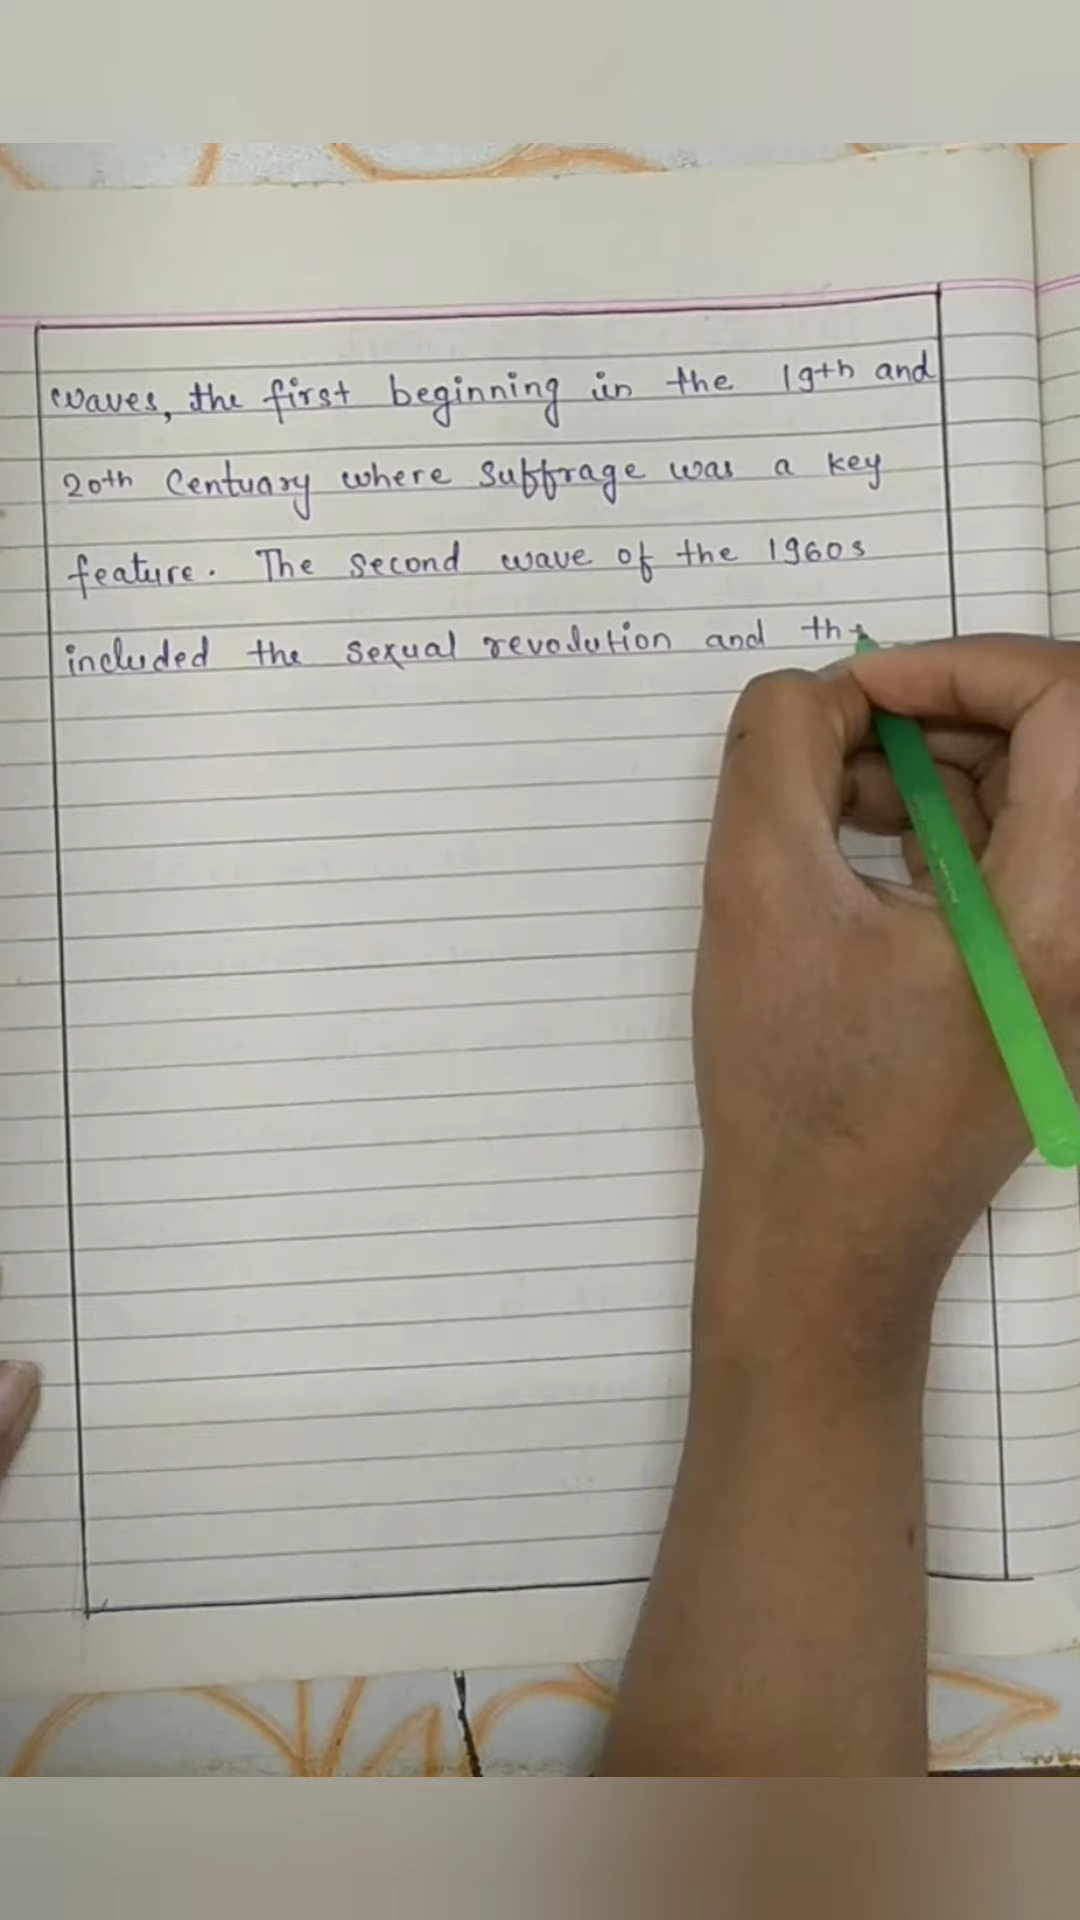 waves, the first beginning in the 19th and
20th Centuary where suffrage was a key
feature. The second wave of the 1960s
included the sexual revolution and the